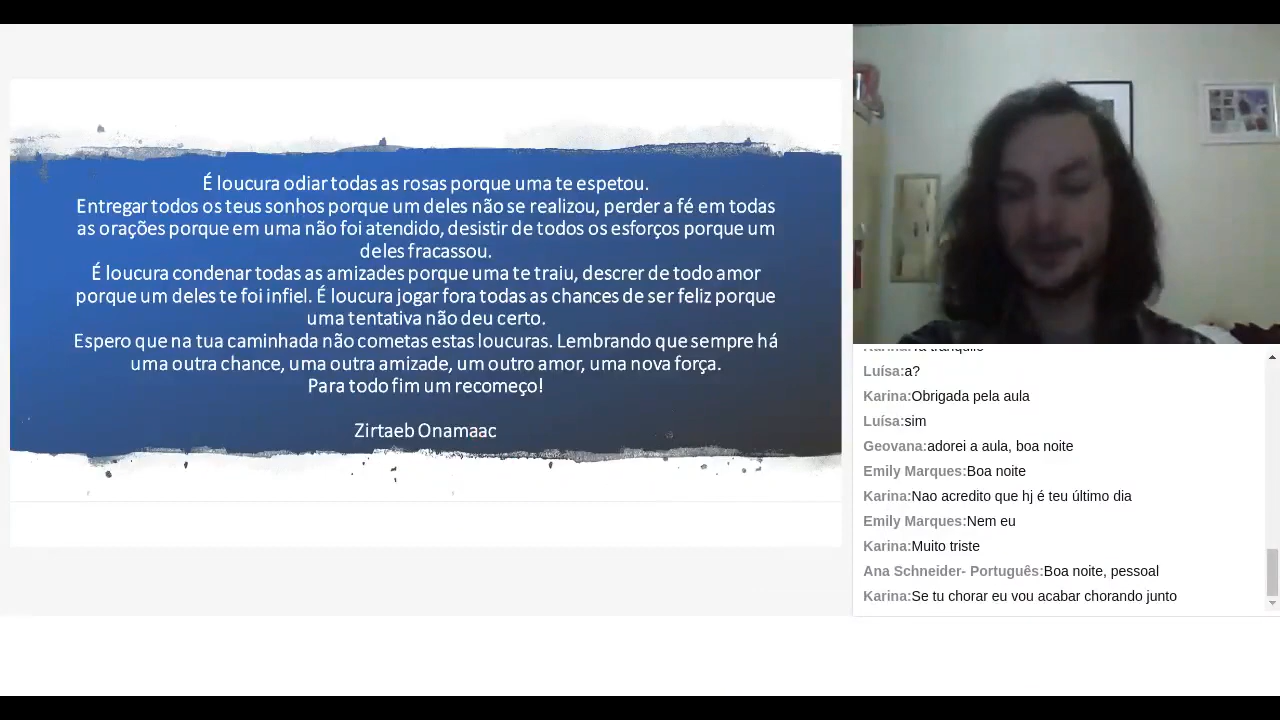 É loucura odiar todas as rosas porque uma te espetou.
Entregar todos os teus sonhos porque um deles não se realizou, perder a fé em todas
as orações porque em uma não foi atendido, desistir de todos os esforços porque um
deles fracassou.
É loucura condenar todas as amizades porque uma te traiu, descrer de todo amor
porque um deles te foi infiel. É loucura jogar fora todas as chances de ser feliz porque
uma tentativa não deu certo.
Espero que na tua caminhada não cometas estas loucuras. Lembrando que sempre há
uma outra chance, uma outra amizade, um outro amor, uma nova força.
Para todo fim um recomeço!
Zirtaeb Onamaac
Luísa:a?
Karina:Obrigada pela aula
Luísa:sim
Geovana:adorei a aula, boa noite
Emily Marques:Boa noite
Karina:Nao acredito que hj é teu último dia
Emily Marques:Nem eu
Karina:Muito triste
Ana Schneider- Português:Boa noite, pessoal
Karina:Se tu chorar eu vou acabar chorando junto